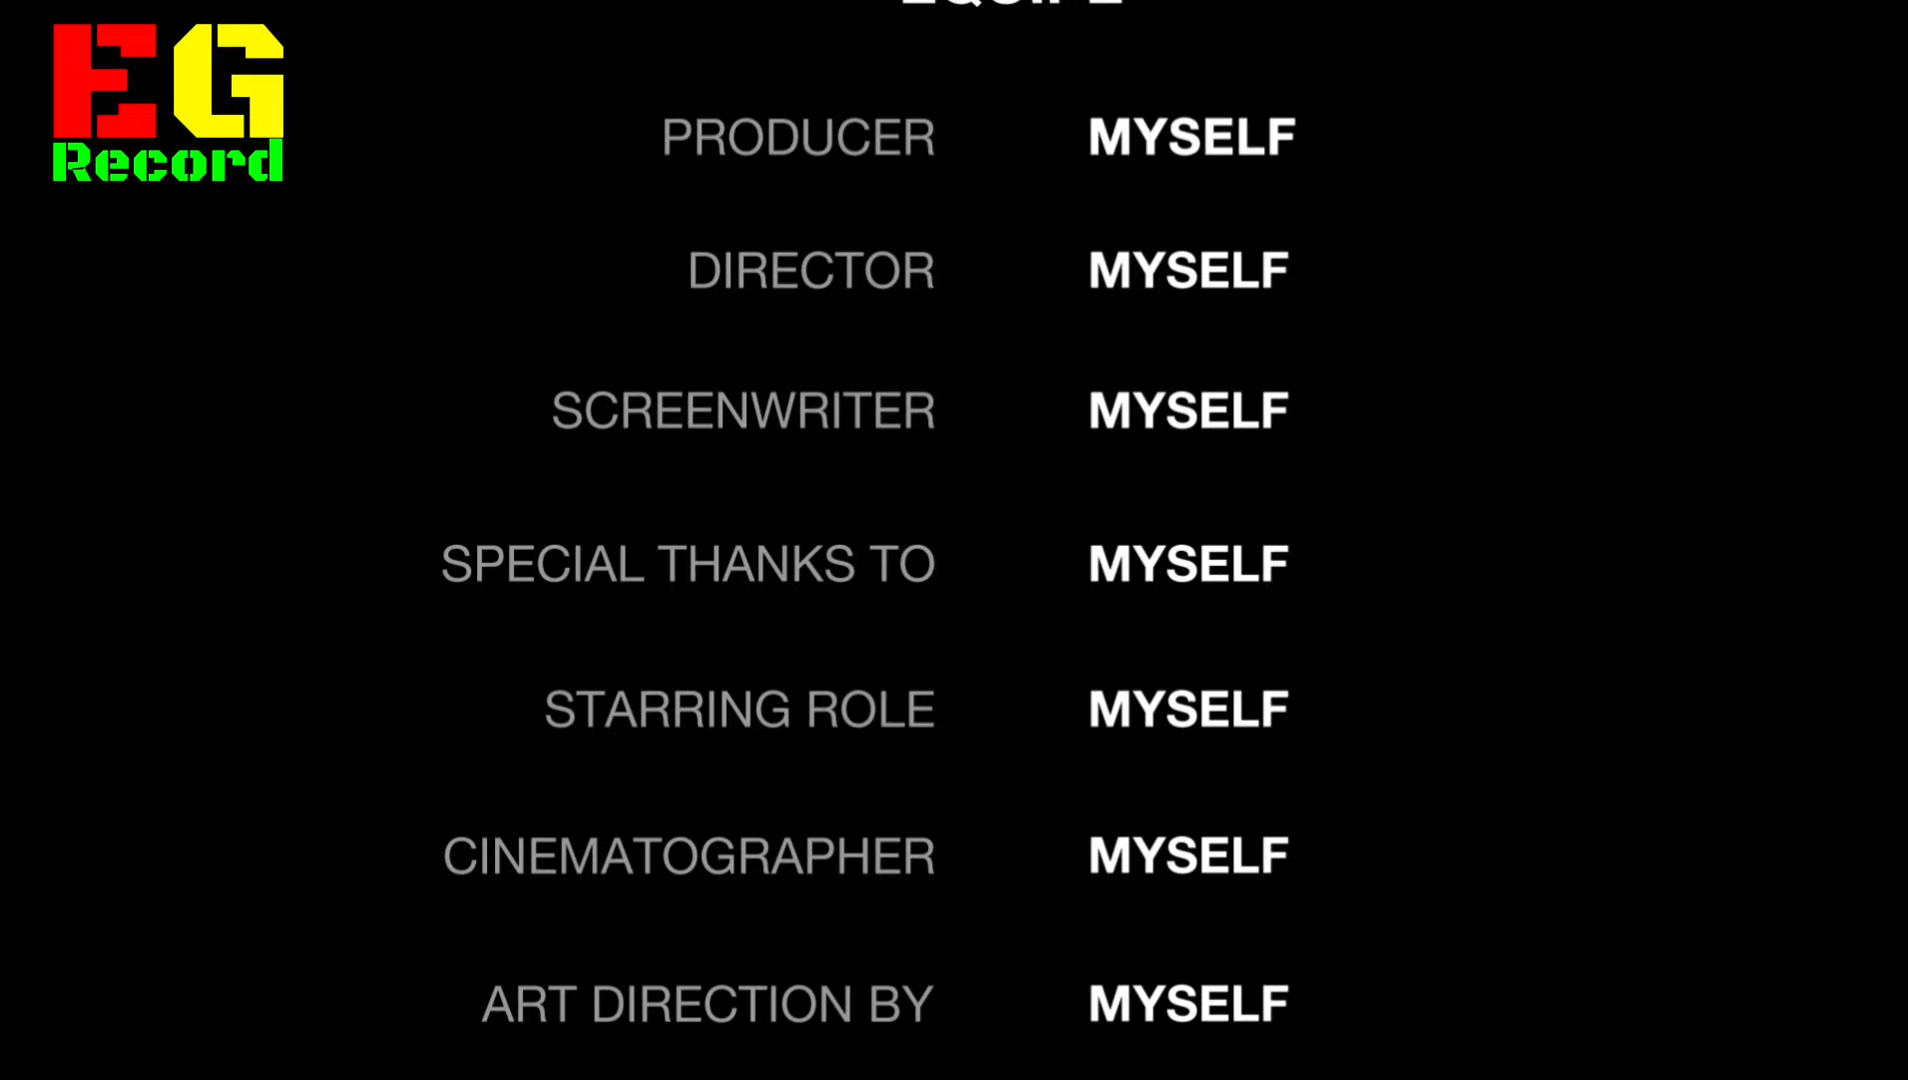 EG
Record
PRODUCER MYSELF
DIRECTOR MYSELF
SCREENWRITER MYSELF
SPECIAL THANKS TO MYSELF
STARRING ROLE MYSELF
CINEMATOGRAPHER MYSELF
ART DIRECTION BY MYSELF